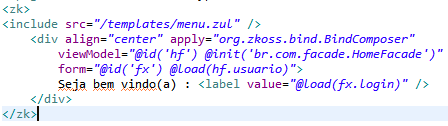 <zk>
<include src="/templates/menu.zul" />
<div align="center" apply="org.zkoss.bind.BindComposer"
viewModel="@id('hf') @init('br.com.facade.HomeFacade')"
form="@id('fx') @load(hf.usuario)">
Seja bem vindo(a) : <label value="@load(fx.login)" />
</div>
</zk>